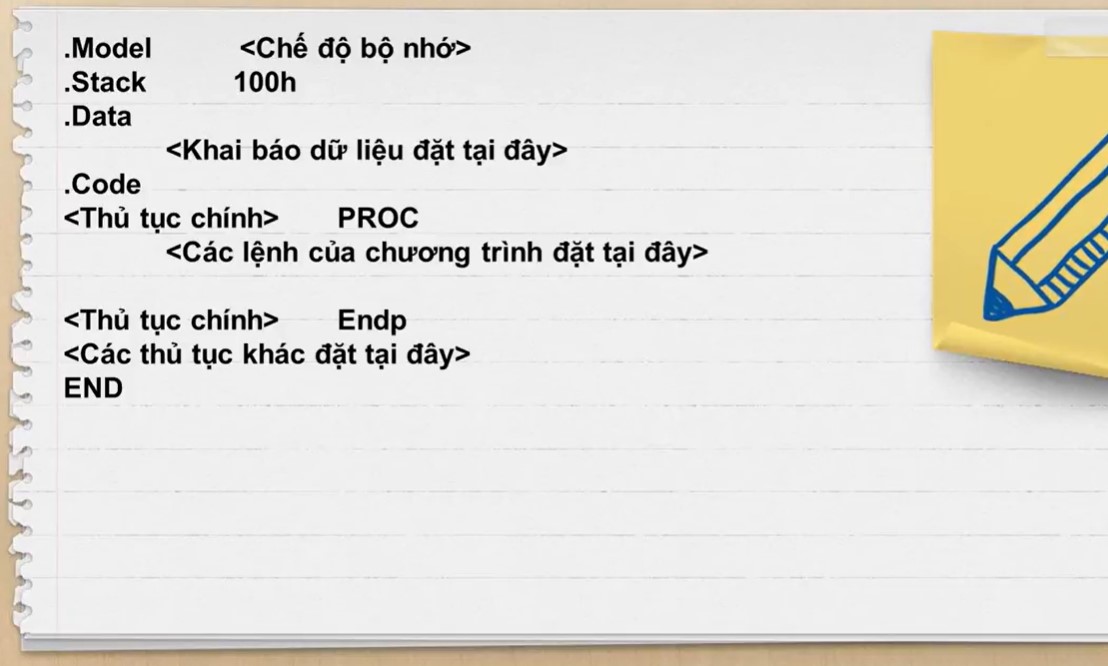 .Model <Chế độ bộ nhớ>
.Stack 100h
.Data
<Khai báo dữ liệu đặt tại đây>
.Code
<Thủ tục chính> PROC
<Các lệnh của chương trình đặt tại đây>
<Thủ tục chính> Endp
<Các thủ tục khác đặt tại đây>
END